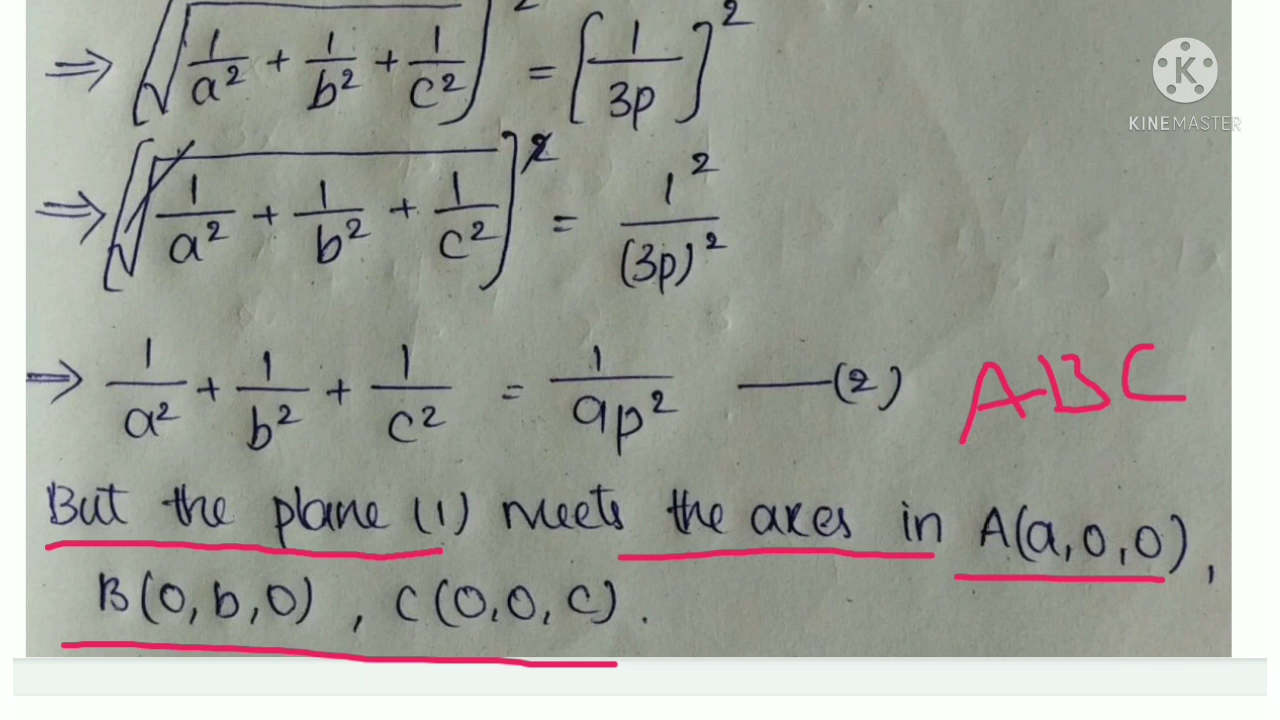 ⇒ [√(1/a² + 1/b² + 1/c²)]² = [1/3p]²
K
KINEMASTER
⇒ [√(1/a² + 1/b² + 1/c²)]² = 1²/(3p)²
⇒ 1/a² + 1/b² + 1/c² = 1/9p² —(2)
ABC
But the plane (1) meets the axes in A(a,0,0),
B(0,b,0), C(0,0,c).